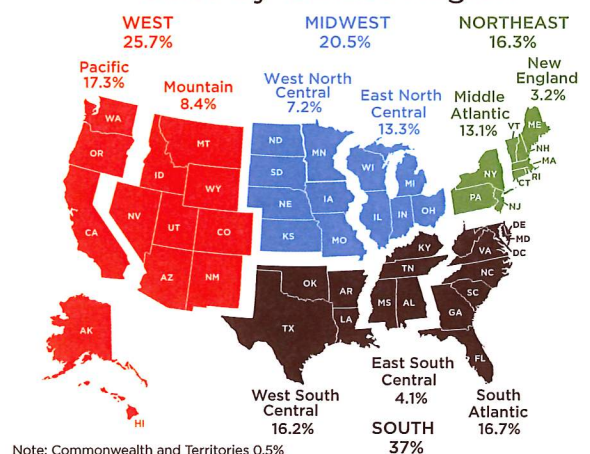 WEST
25.7%
MIDWEST
20.5%
NORTHEAST
16.3%
Pacific
17.3%
Mountain
8.4%
West North
Central
7.2%
East North
Central
13.3%
Middle
Atlantic
13.1%
New
England
3.2%
WA
OR
CA
NV
ID
MT
WY
UT
CO
AZ
NM
AK
HI
ND
SD
NE
KS
MN
IA
MO
WI
MI
IL
IN
OH
NY
PA
NJ
VT
ME
NH
MA
RI
CT
OK
TX
AR
LA
KY
TN
MS
AL
DE
MD
DC
VA
NC
SC
GA
FL
West South
Central
16.2%
East South
Central
4.1%
South
Atlantic
16.7%
SOUTH
37%
Note: Commonwealth and Territories 0.5%